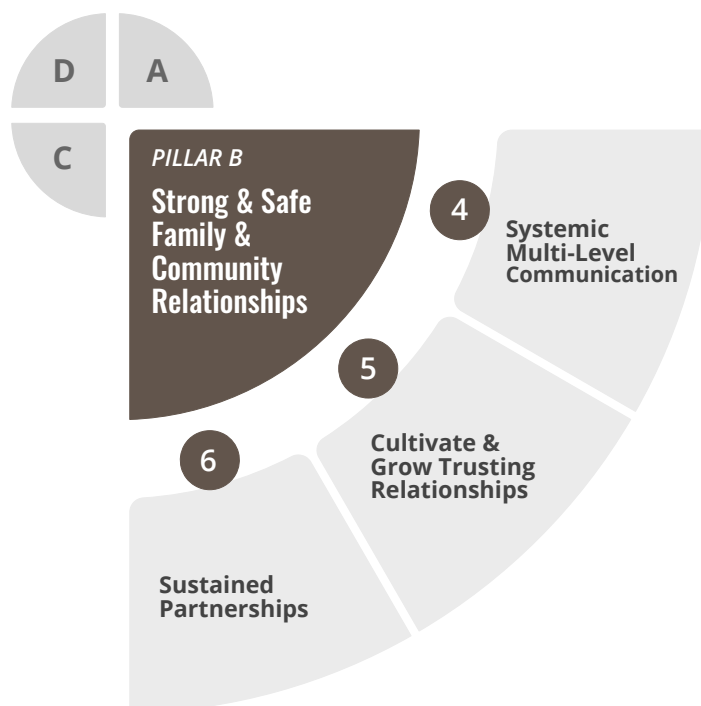 D
A
C
PILLAR B
Strong & Safe
Family &
Community
Relationships
4
Systemic
Multi-Level
Communication
5
Cultivate &
Grow Trusting
Relationships
6
Sustained
Partnerships